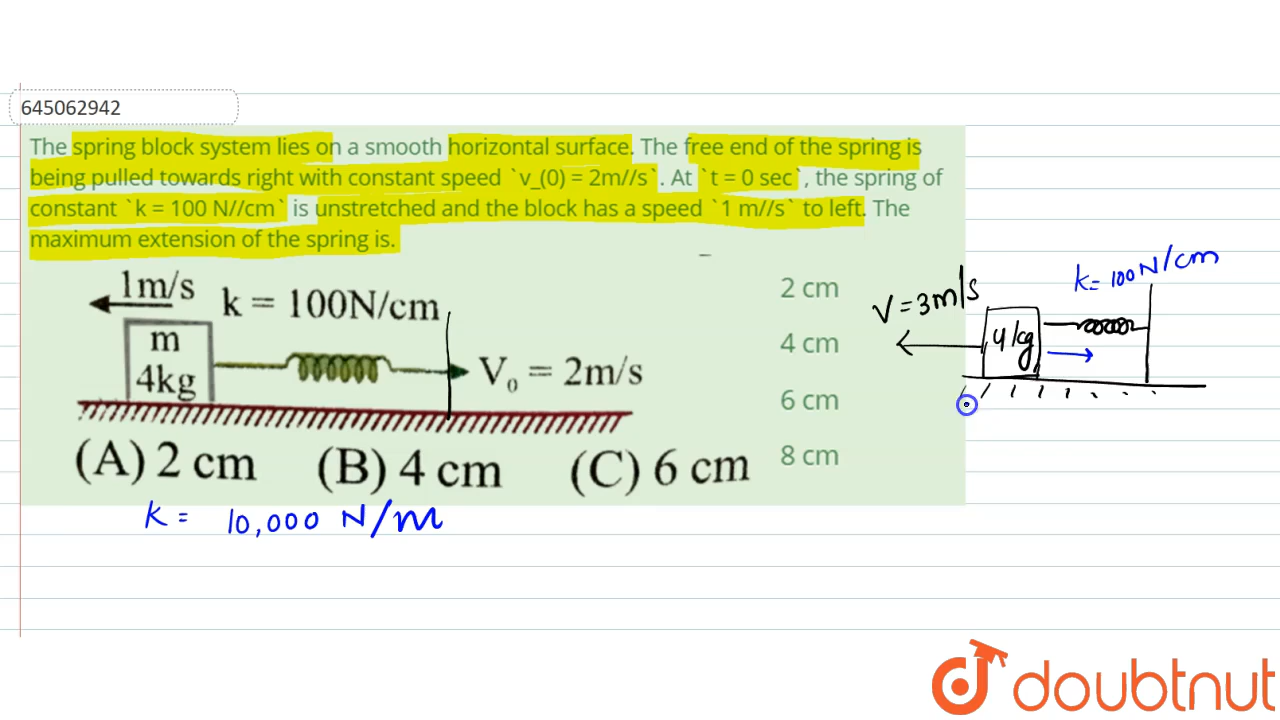 645062942
The spring block system lies on a smooth horizontal surface. The free end of the spring is
being pulled towards right with constant speed `v_(0) = 2m//s`. At `t = 0 sec`, the spring of
constant `k = 100 N//cm` is unstretched and the block has a speed `1 m//s` to left. The
maximum extension of the spring is.
1m/s
k = 100N/cm
m
4kg
V₀ = 2m/s
(A) 2 cm (B) 4 cm (C) 6 cm
2 cm
4 cm
6 cm
8 cm
k = 100 N/cm
V = 3 m/s
4 kg
k = 10,000 N/m
doubtnut